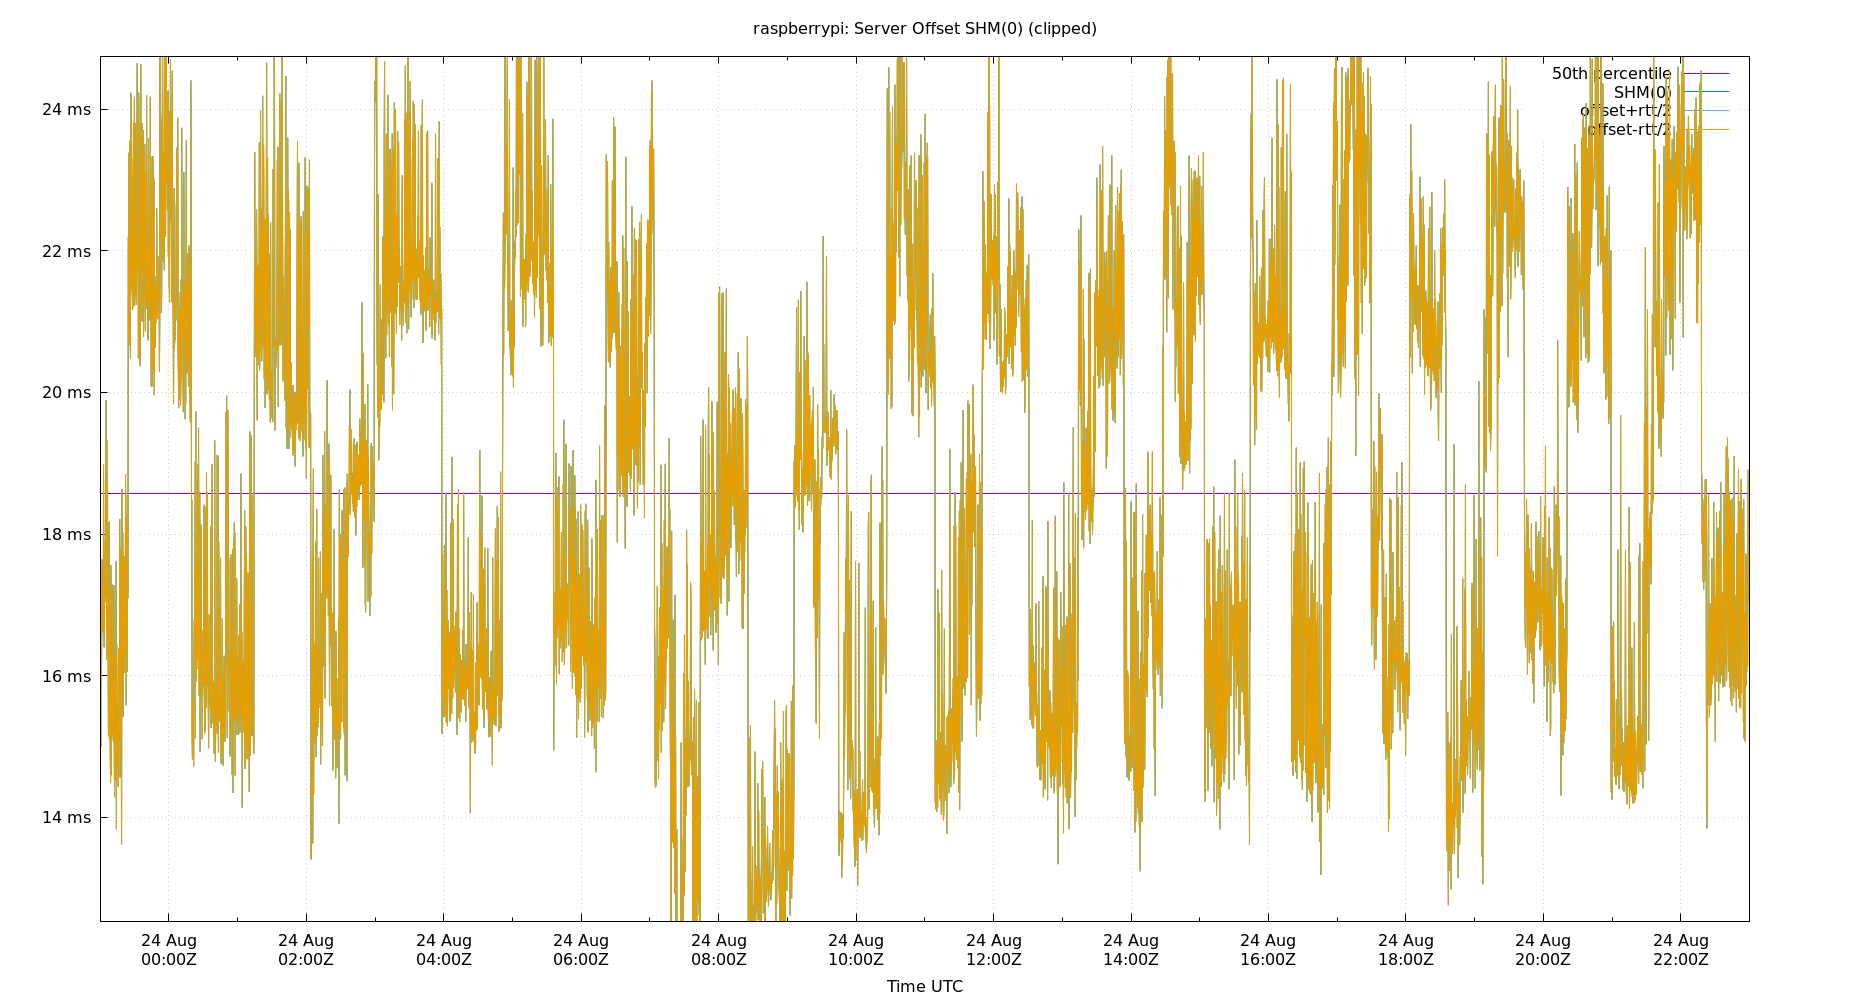 raspberrypi: Server Offset SHM(0) (clipped)
50th percentile
SHM(0)
offset+rtt/2
offset-rtt/2
24 ms
22 ms
20 ms
18 ms
16 ms
14 ms
24 Aug 24 Aug 24 Aug 24 Aug 24 Aug 24 Aug 24 Aug 24 Aug 24 Aug 24 Aug 24 Aug 24 Aug
00:00Z 02:00Z 04:00Z 06:00Z 08:00Z 10:00Z 12:00Z 14:00Z 16:00Z 18:00Z 20:00Z 22:00Z
Time UTC